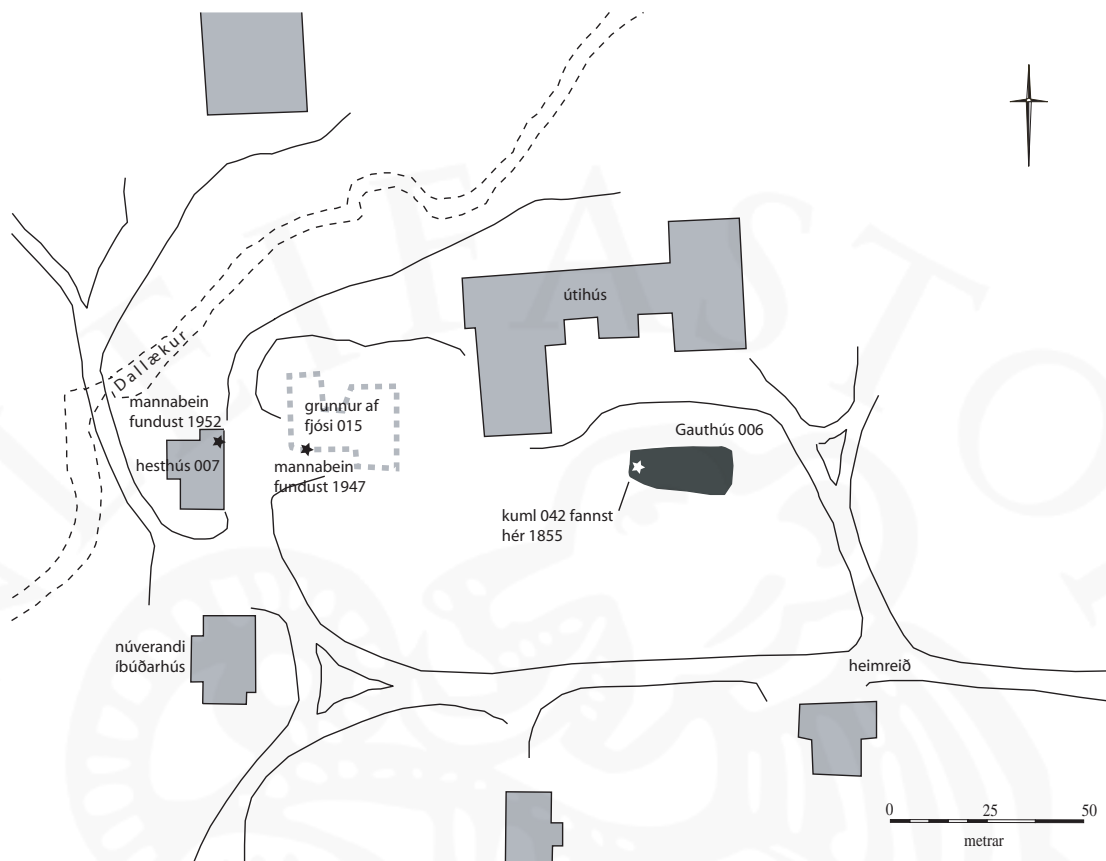 útihús
Dallækur
mannabein
fundust 1952
grunnur af
fjósi 015
Gauthús 006
hesthús 007
mannabein
fundust 1947
kuml 042 fannst
hér 1855
núverandi
íbúðarhús
heimreið
0 25 50
metrar